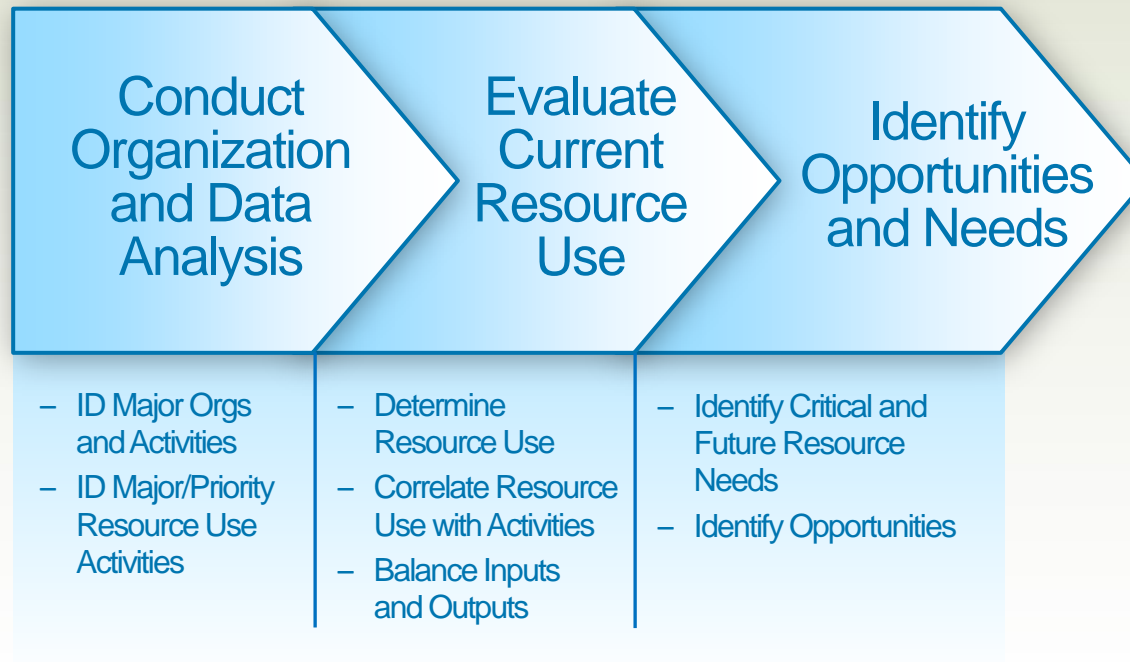 Conduct
Organization
and Data
Analysis
Evaluate
Current
Resource
Use
Identify
Opportunities
and Needs
– ID Major Orgs
and Activities
– ID Major/Priority
Resource Use
Activities
– Determine
Resource Use
– Correlate Resource
Use with Activities
– Balance Inputs
and Outputs
– Identify Critical and
Future Resource
Needs
– Identify Opportunities